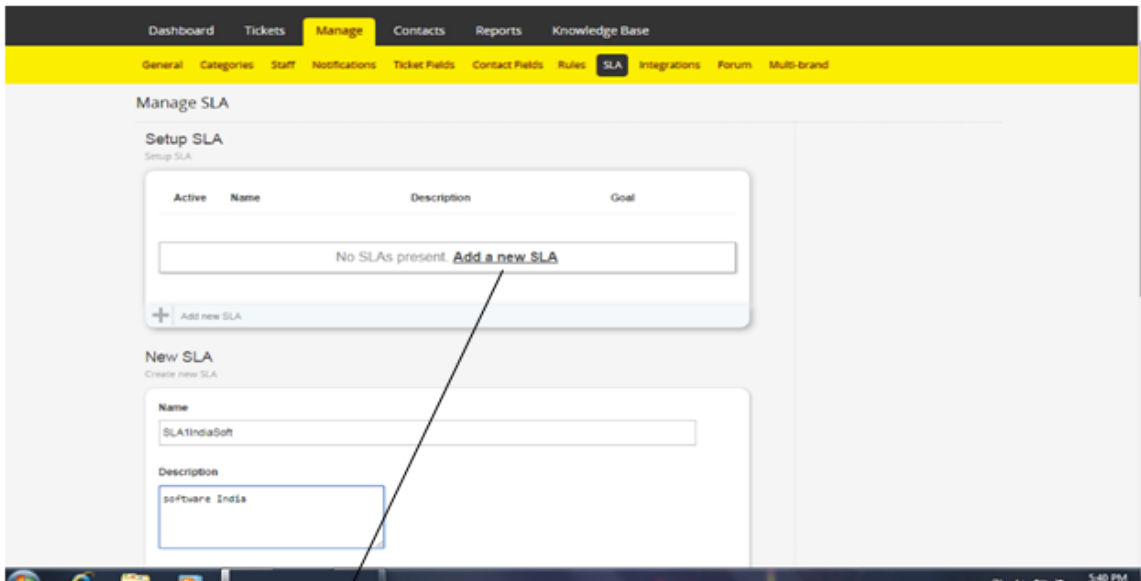 Dashboard Tickets Manage Contacts Reports Knowledge Base
General Categories Staff Notifications Ticket Fields Contact Fields Rules SLA Integrations Forum Multi-brand
Manage SLA
Setup SLA
Setup SLA
Active Name Description Goal
No SLAs present. Add a new SLA
Add new SLA
New SLA
Create new SLA
Name
SLA1IndiaSoft
Description
software India
5:40 PM